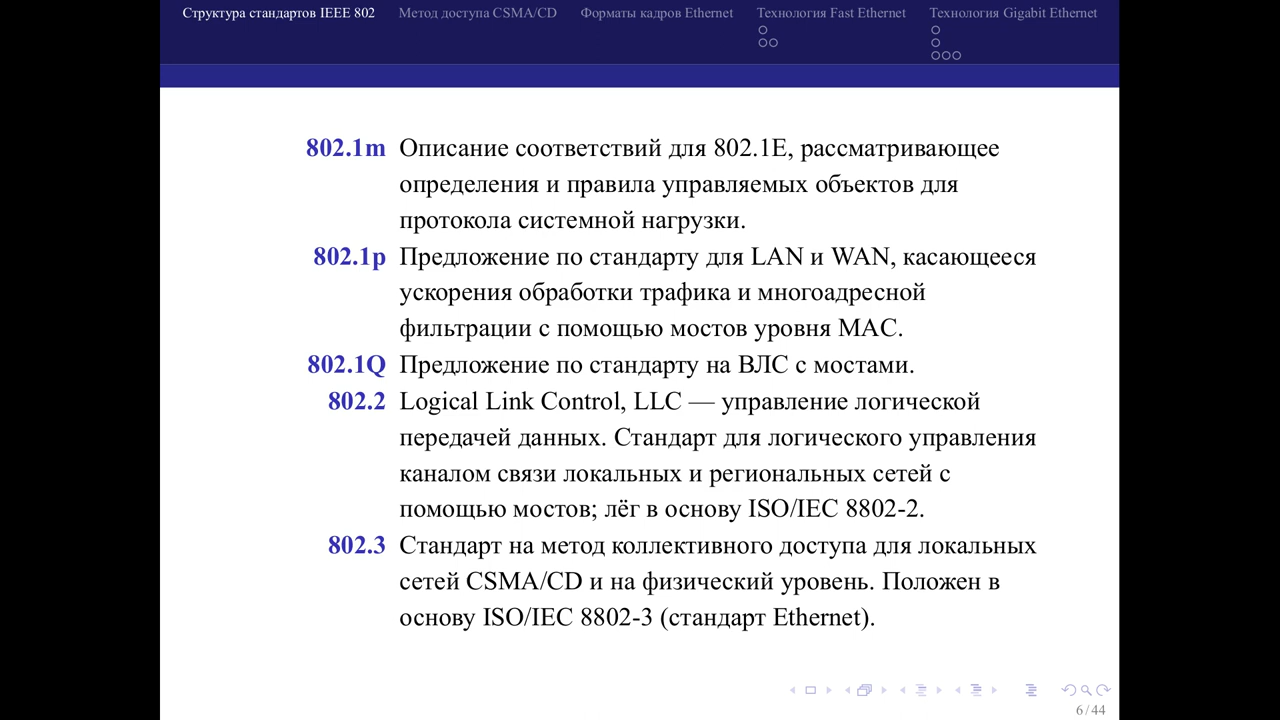 Структура стандартов IEEE 802 Метод доступа CSMA/CD Форматы кадров Ethernet Технология Fast Ethernet Технология Gigabit Ethernet
802.1m Описание соответствий для 802.1E, рассматривающее
определения и правила управляемых объектов для
протокола системной нагрузки.
802.1p Предложение по стандарту для LAN и WAN, касающееся
ускорения обработки трафика и многоадресной
фильтрации с помощью мостов уровня MAC.
802.1Q Предложение по стандарту на ВЛС с мостами.
802.2 Logical Link Control, LLC — управление логической
передачей данных. Стандарт для логического управления
каналом связи локальных и региональных сетей с
помощью мостов; лёг в основу ISO/IEC 8802-2.
802.3 Стандарт на метод коллективного доступа для локальных
сетей CSMA/CD и на физический уровень. Положен в
основу ISO/IEC 8802-3 (стандарт Ethernet).
6/44